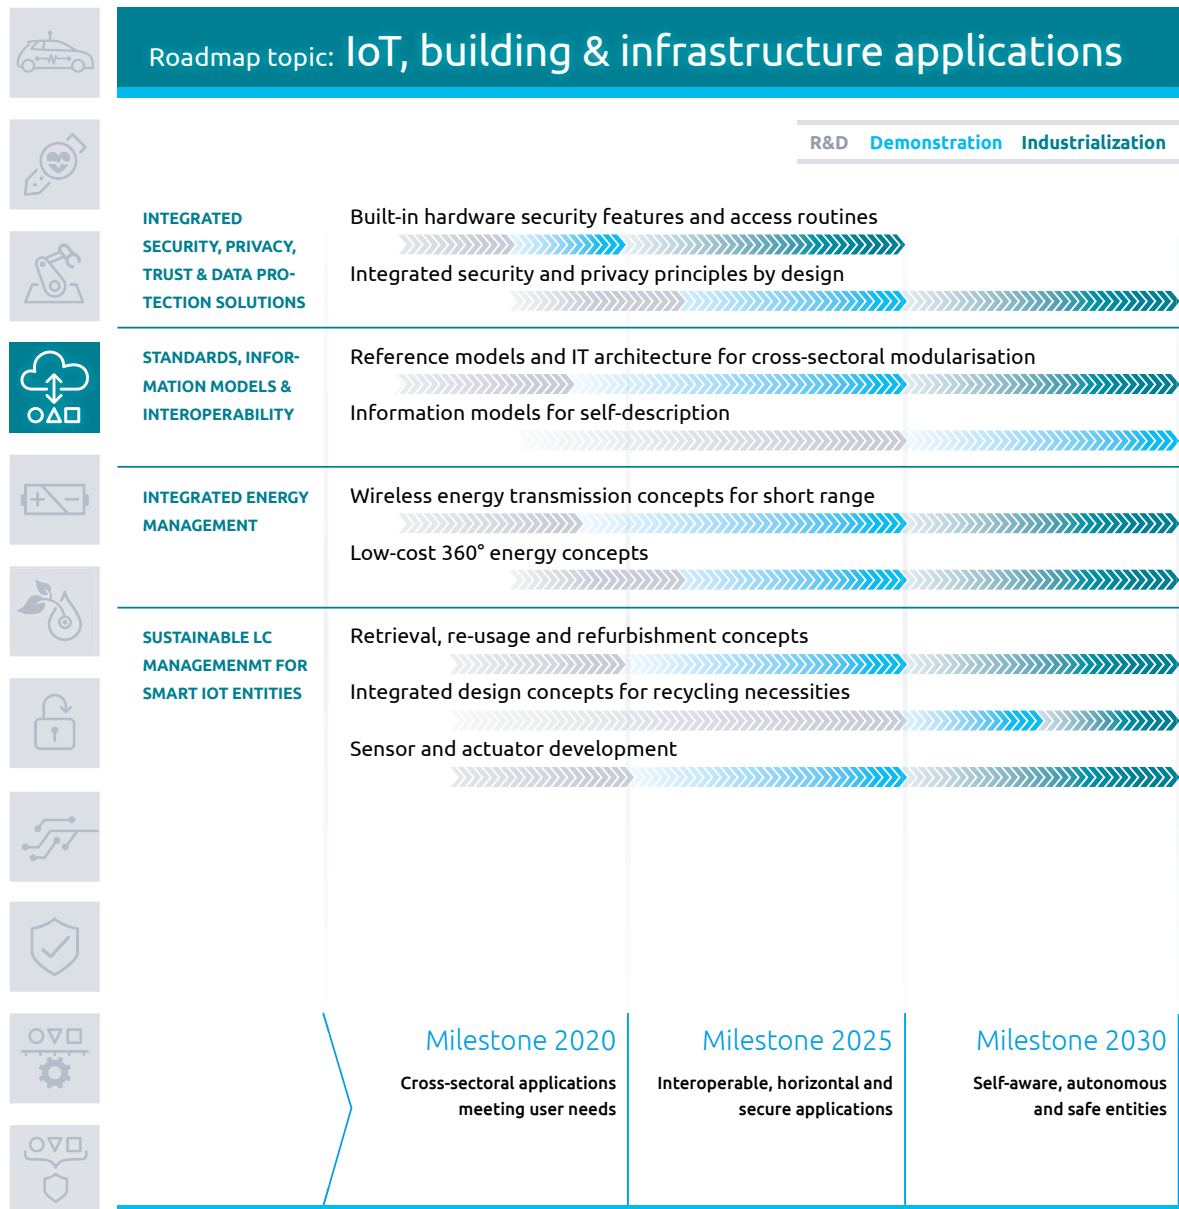 Roadmap topic: IoT, building & infrastructure applications
R&D Demonstration Industrialization
INTEGRATED
SECURITY, PRIVACY,
TRUST & DATA PRO-
TECTION SOLUTIONS
Built-in hardware security features and access routines
Integrated security and privacy principles by design
STANDARDS, INFOR-
MATION MODELS &
INTEROPERABILITY
Reference models and IT architecture for cross-sectoral modularisation
Information models for self-description
INTEGRATED ENERGY
MANAGEMENT
Wireless energy transmission concepts for short range
Low-cost 360° energy concepts
SUSTAINABLE LC
MANAGEMENMT FOR
SMART IOT ENTITIES
Retrieval, re-usage and refurbishment concepts
Integrated design concepts for recycling necessities
Sensor and actuator development
Milestone 2020
Cross-sectoral applications
meeting user needs
Milestone 2025
Interoperable, horizontal and
secure applications
Milestone 2030
Self-aware, autonomous
and safe entities